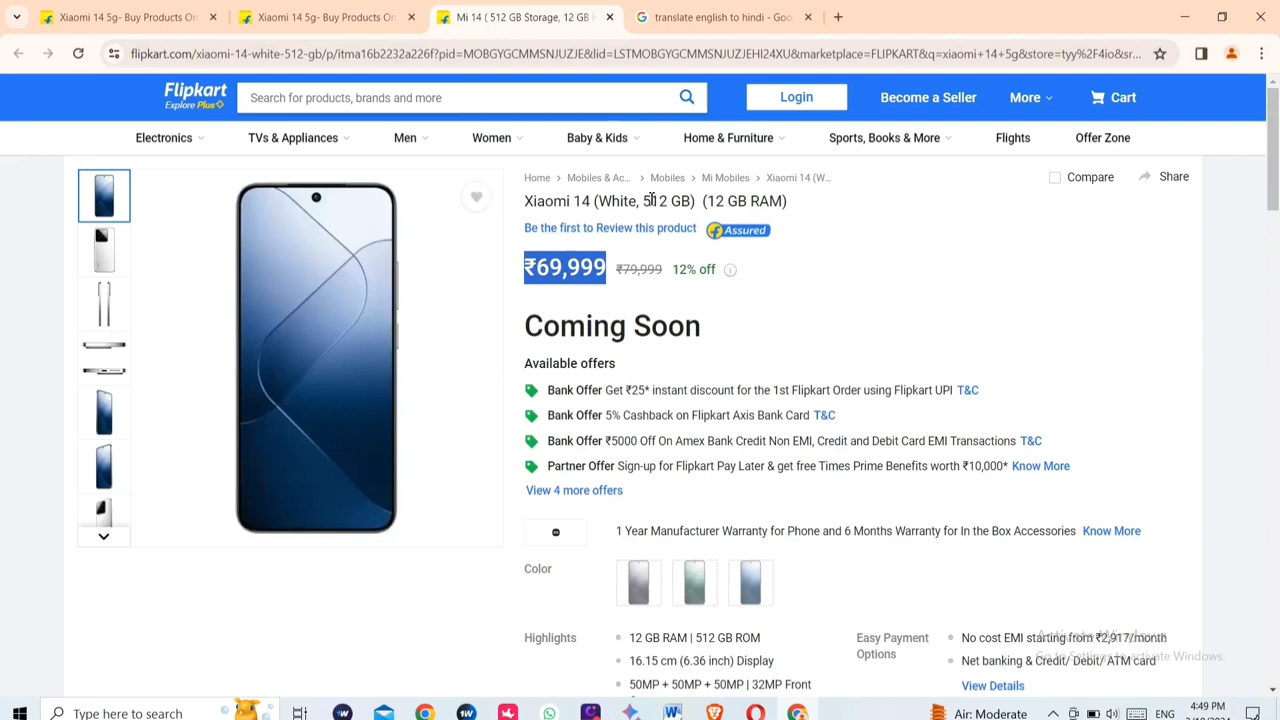 Xiaomi 14 5g- Buy Products On
Xiaomi 14 5g- Buy Products On
Mi 14 ( 512 GB Storage, 12 GB
translate english to hindi - Goo
flipkart.com/xiaomi-14-white-512-gb/p/itma16b2232a226f?pid=MOBGYGCMMSNJUZJE&lid=LSTMOBGYGCMMSNJUZJEHI24XU&marketplace=FLIPKART&q=xiaomi+14+5g&store=tyy%2F4io&sr...
Flipkart
Explore Plus
Search for products, brands and more
Login
Become a Seller
More
Cart
Electronics
TVs & Appliances
Men
Women
Baby & Kids
Home & Furniture
Sports, Books & More
Flights
Offer Zone
Home > Mobiles & Ac... > Mobiles > Mi Mobiles > Xiaomi 14 (W...
Compare
Share
Xiaomi 14 (White, 512 GB) (12 GB RAM)
Be the first to Review this product
Assured
₹69,999 ₹79,999 12% off
Coming Soon
Available offers
Bank Offer Get ₹25* instant discount for the 1st Flipkart Order using Flipkart UPI T&C
Bank Offer 5% Cashback on Flipkart Axis Bank Card T&C
Bank Offer ₹5000 Off On Amex Bank Credit Non EMI, Credit and Debit Card EMI Transactions T&C
Partner Offer Sign-up for Flipkart Pay Later & get free Times Prime Benefits worth ₹10,000* Know More
View 4 more offers
1 Year Manufacturer Warranty for Phone and 6 Months Warranty for In the Box Accessories Know More
Color
Highlights
12 GB RAM | 512 GB ROM
16.15 cm (6.36 inch) Display
50MP + 50MP + 50MP | 32MP Front
Easy Payment
Options
No cost EMI starting from ₹2,917/month
Net banking & Credit/ Debit/ ATM card
View Details
Activate Windows
Go to Settings to activate Windows.
Type here to search
Air: Moderate
ENG
4:49 PM